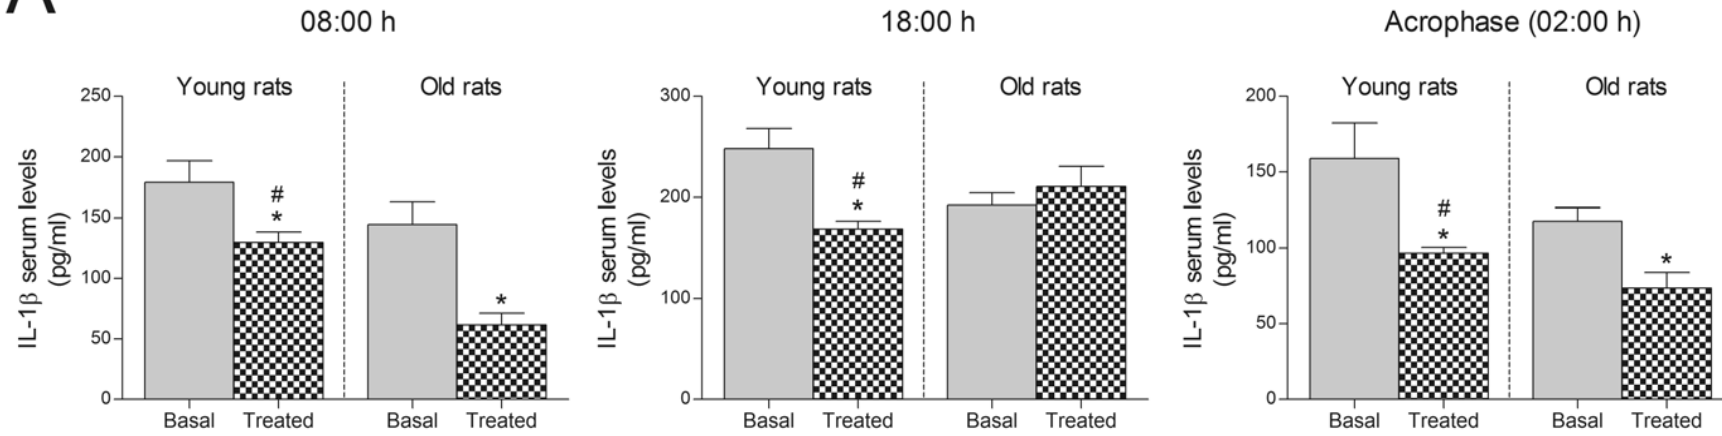 A
08:00 h
Young rats
Old rats
IL-1β serum levels
(pg/ml)
250
200
150
100
50
0
#
*
*
Basal
Treated
Basal
Treated
18:00 h
Young rats
Old rats
IL-1β serum levels
(pg/ml)
300
200
100
0
#
*
Basal
Treated
Basal
Treated
Acrophase (02:00 h)
Young rats
Old rats
IL-1β serum levels
(pg/ml)
200
150
100
50
0
#
*
*
Basal
Treated
Basal
Treated